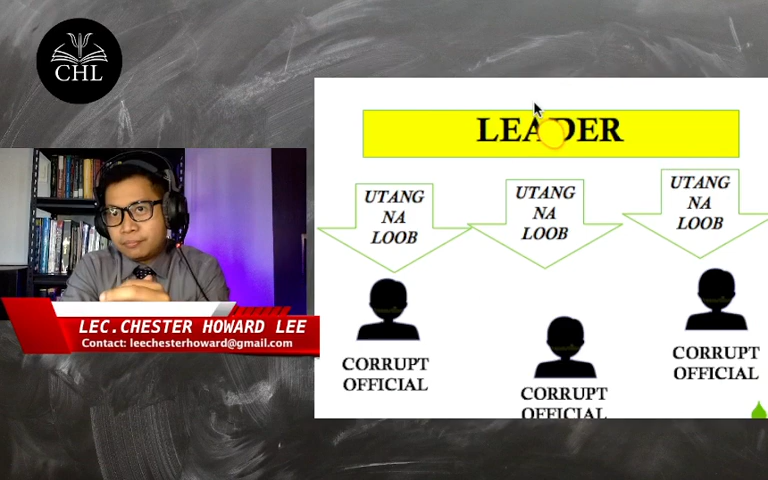 CHL
LEC.CHESTER HOWARD LEE
Contact: leechesterhoward@gmail.com
LEADER
UTANG
NA
LOOB
UTANG
NA
LOOB
UTANG
NA
LOOB
CORRUPT
OFFICIAL
CORRUPT
OFFICIAL
CORRUPT
OFFICIAL